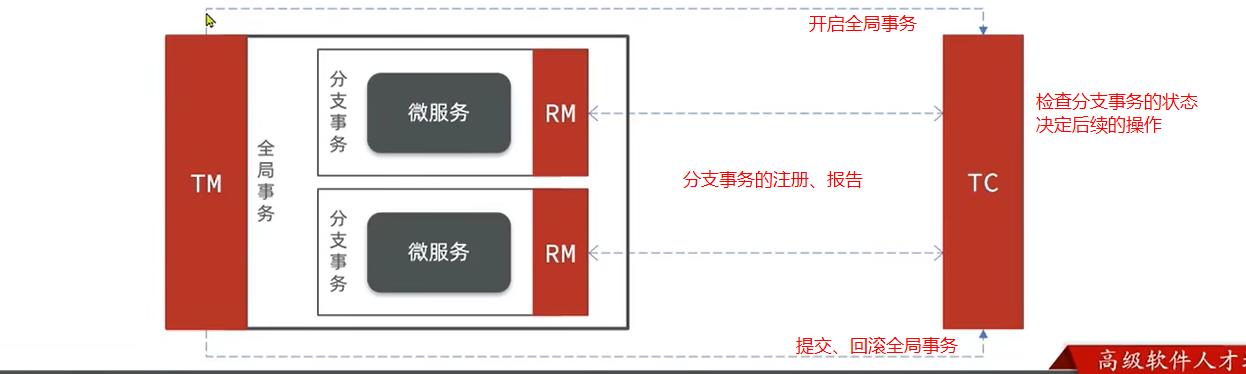 开启全局事务
分支事务
微服务
RM
检查分支事务的状态
决定后续的操作
全局事务
TM
分支事务的注册、报告
TC
分支事务
微服务
RM
提交、回滚全局事务
高级软件人才